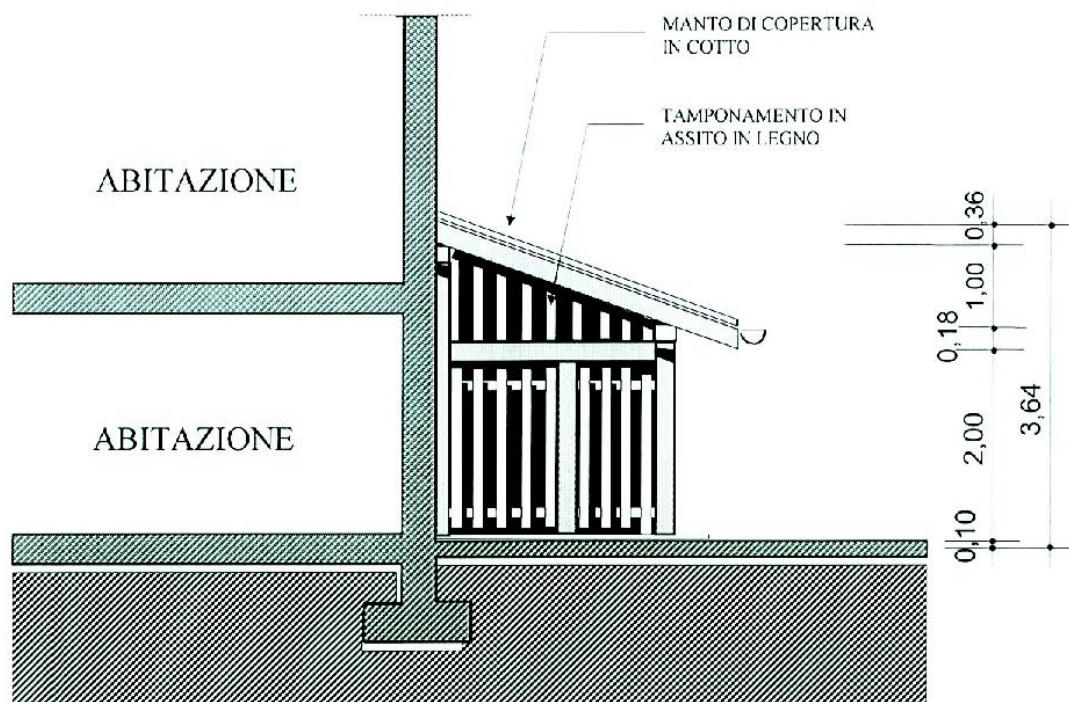 MANTO DI COPERTURA
IN COTTO
TAMPONAMENTO IN
ASSITO IN LEGNO
ABITAZIONE
ABITAZIONE
0,36
1,00
0,18
2,00
0,10
3,64